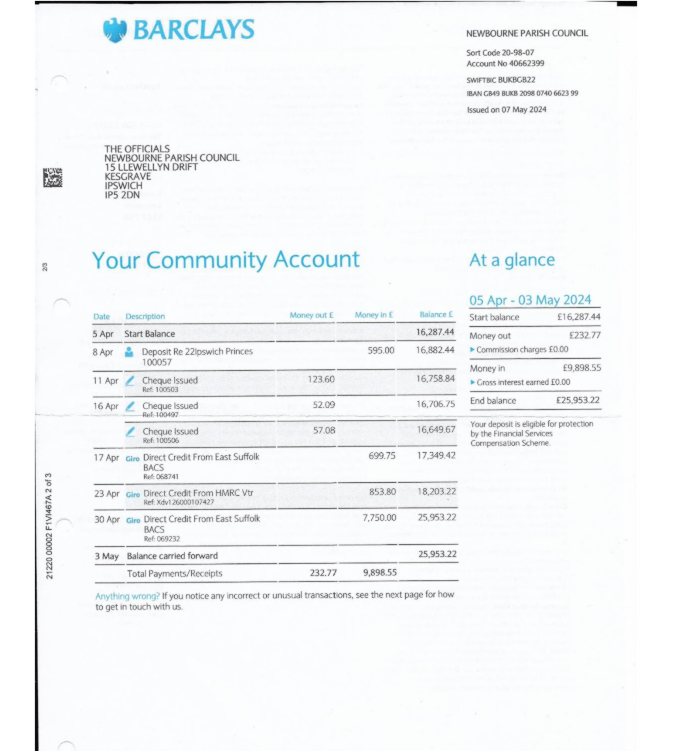 BARCLAYS
NEWBOURNE PARISH COUNCIL
Sort Code 20-98-07
Account No 40662399
SWIFTBIC BUKBGB22
IBAN GB49 BUKB 2098 0740 6623 99
Issued on 07 May 2024
THE OFFICIALS
NEWBOURNE PARISH COUNCIL
15 LLEWELLYN DRIFT
KESGRAVE
IPSWICH
IP5 2DN
2/3
Your Community Account
Date Description Money out £ Money in £ Balance £
5 Apr Start Balance 16,287.44
8 Apr Deposit Re 22Ipswich Princes 595.00 16,882.44
100057
11 Apr Cheque Issued 123.60 16,758.84
Ref: 100503
16 Apr Cheque Issued 52.09 16,706.75
Ref: 100497
Cheque Issued 57.08 16,649.67
Ref: 100506
17 Apr Giro Direct Credit From East Suffolk 699.75 17,349.42
BACS
Ref: 068741
23 Apr Giro Direct Credit From HMRC Vtr 853.80 18,203.22
Ref: Xdv126000107427
30 Apr Giro Direct Credit From East Suffolk 7,750.00 25,953.22
BACS
Ref: 069232
3 May Balance carried forward 25,953.22
Total Payments/Receipts 232.77 9,898.55
Anything wrong? If you notice any incorrect or unusual transactions, see the next page for how
to get in touch with us.
At a glance
05 Apr - 03 May 2024
Start balance £16,287.44
Money out £232.77
Commission charges £0.00
Money in £9,898.55
Gross interest earned £0.00
End balance £25,953.22
Your deposit is eligible for protection
by the Financial Services
Compensation Scheme.
21220 00002 F1VI467A 2 of 3